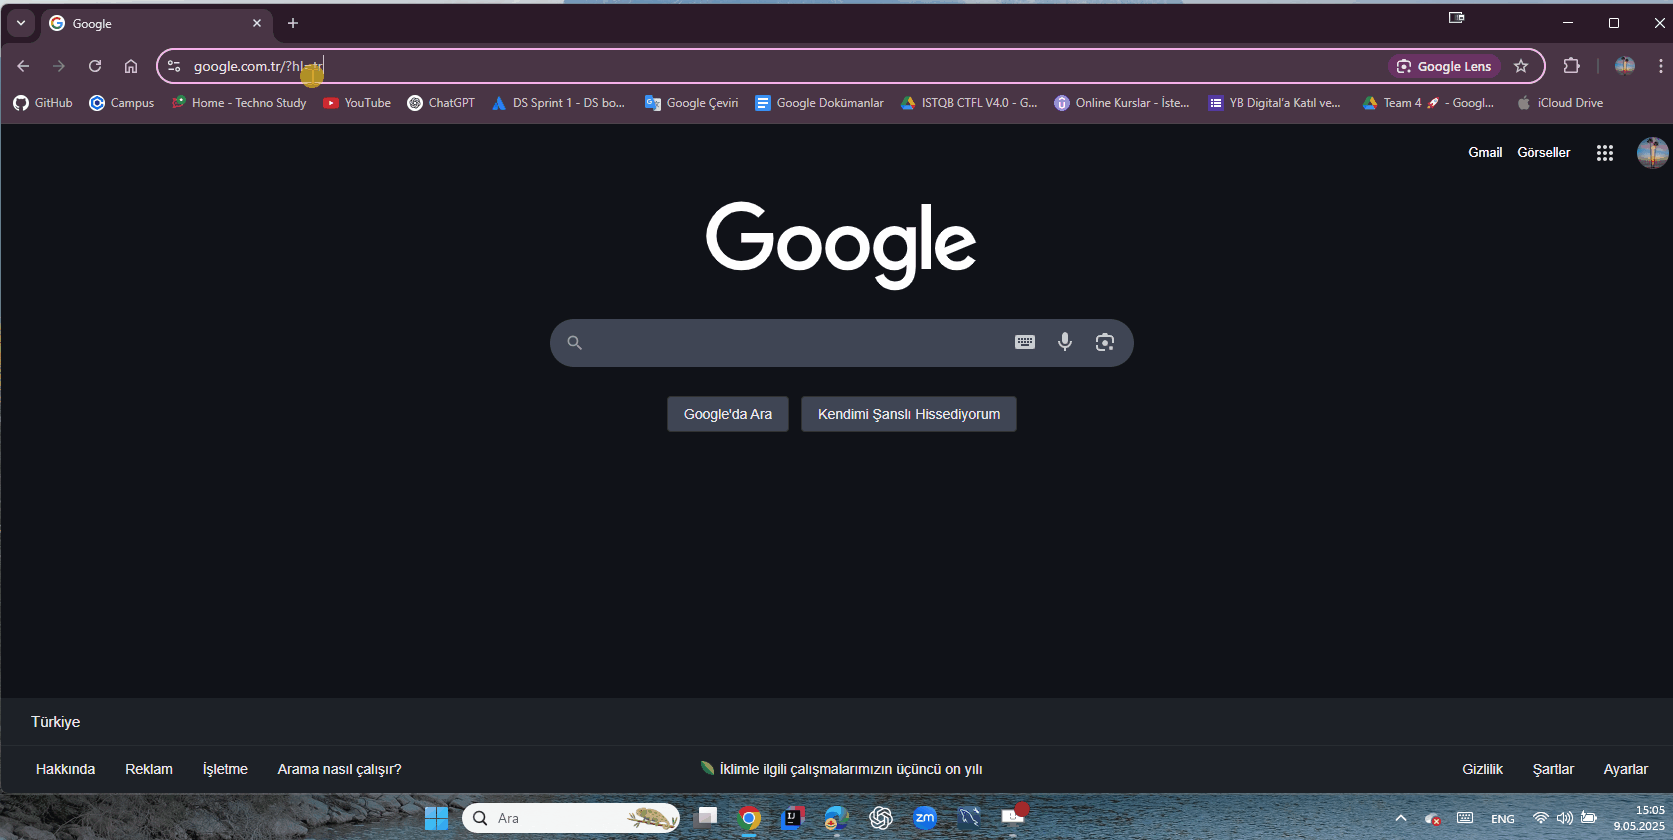 Google
google.com.tr/?hl=tr
Google Lens
GitHub
Campus
Home - Techno Study
YouTube
ChatGPT
DS Sprint 1 - DS bo...
Google Çeviri
Google Dokümanlar
ISTQB CTFL V4.0 - G...
Online Kurslar - İste...
YB Digital'a Katıl ve...
Team 4 🚀 - Googl...
iCloud Drive
Gmail
Görseller
Google
Google'da Ara
Kendimi Şanslı Hissediyorum
Türkiye
Hakkında
Reklam
İşletme
Arama nasıl çalışır?
İklimle ilgili çalışmalarımızın üçüncü on yılı
Gizlilik
Şartlar
Ayarlar
Ara
IJ
zm
ENG
15:05
9.05.2025